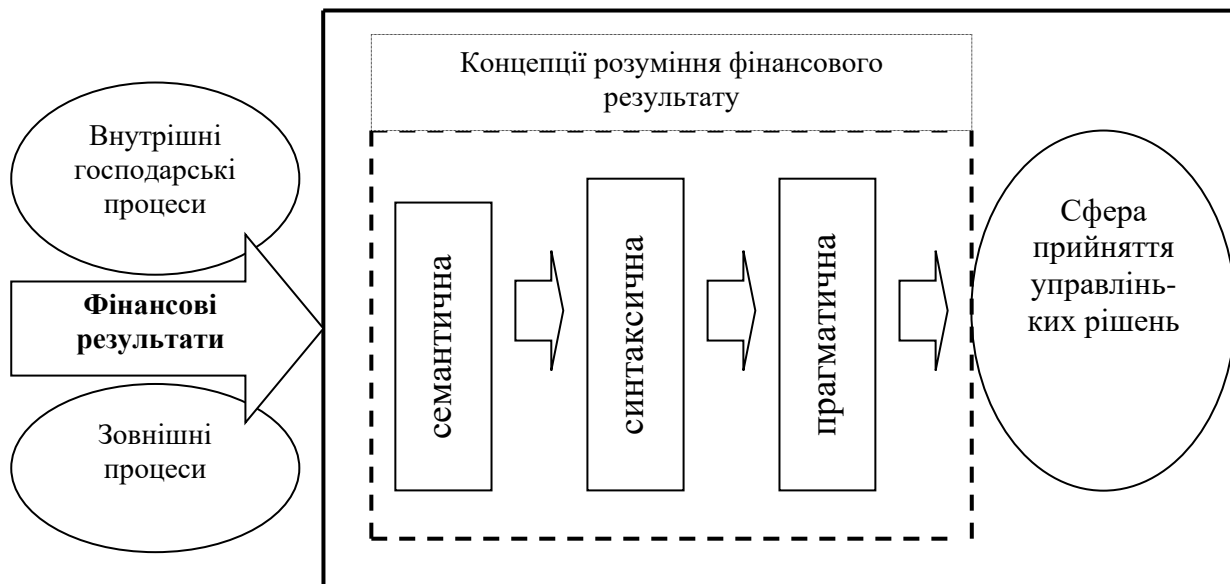 Концепції розуміння фінансового
результату
Внутрішні
господарські
процеси
Фінансові
результати
Зовнішні
процеси
семантична
синтаксична
прагматична
Сфера
прийняття
управлінь-
ких рішень